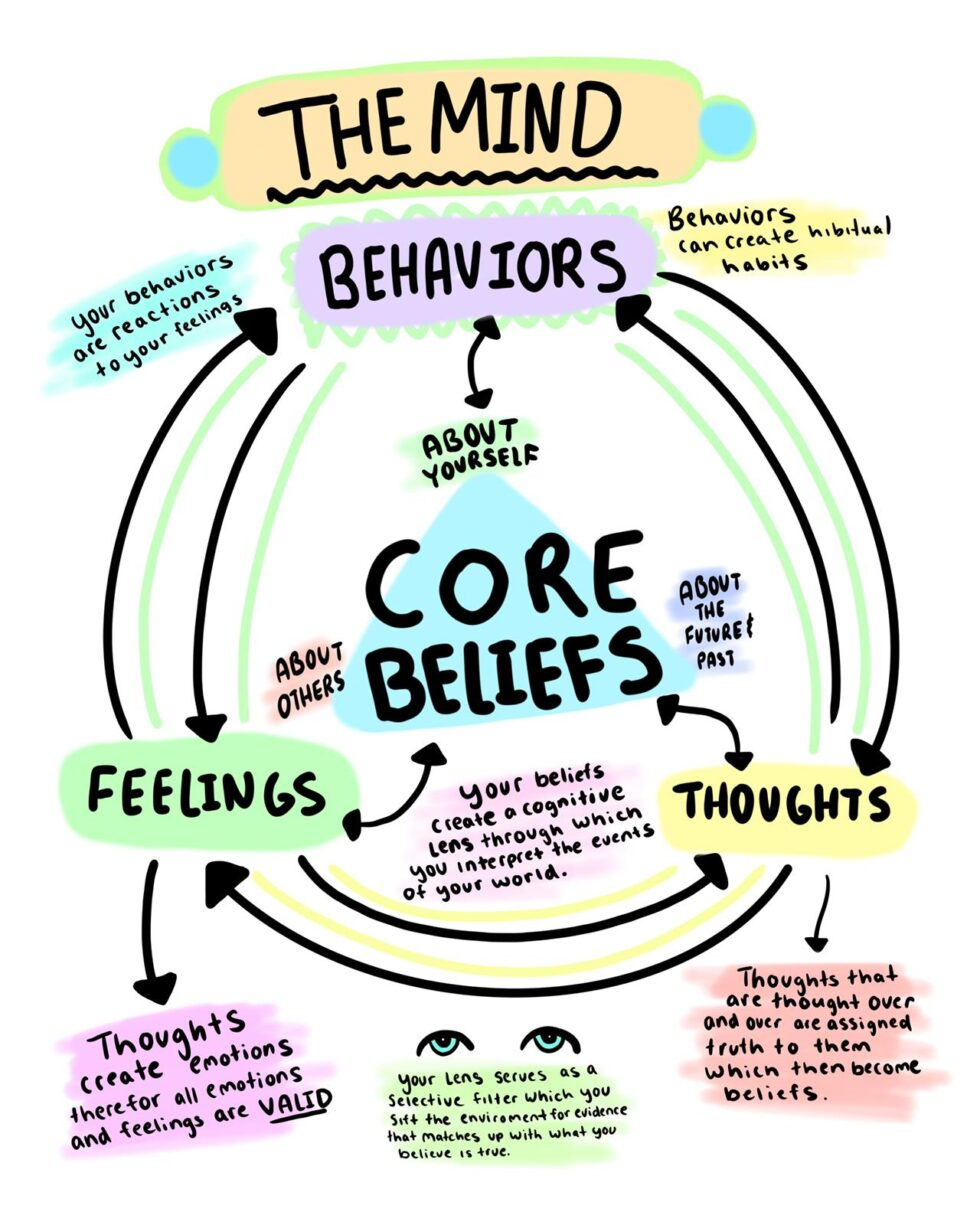 THE MIND
BEHAVIORS
Behaviors
can create hibitual
habits
your behaviors
are reactions
to your feelings
ABOUT
YOURSELF
CORE
BELIEFS
ABOUT
THE
FUTURE &
PAST
ABOUT
OTHERS
FEELINGS
THOUGHTS
Your beliefs
create a cognitive
lens through which
you interpret the events
of your world.
Thoughts
create emotions
therefor all emotions
and feelings are VALID
Your lens serves as a
selective filter which you
sift the enviroment for evidence
that matches up with what you
believe is true.
Thoughts that
are thought over
and over are assigned
truth to them
which then become
beliefs.